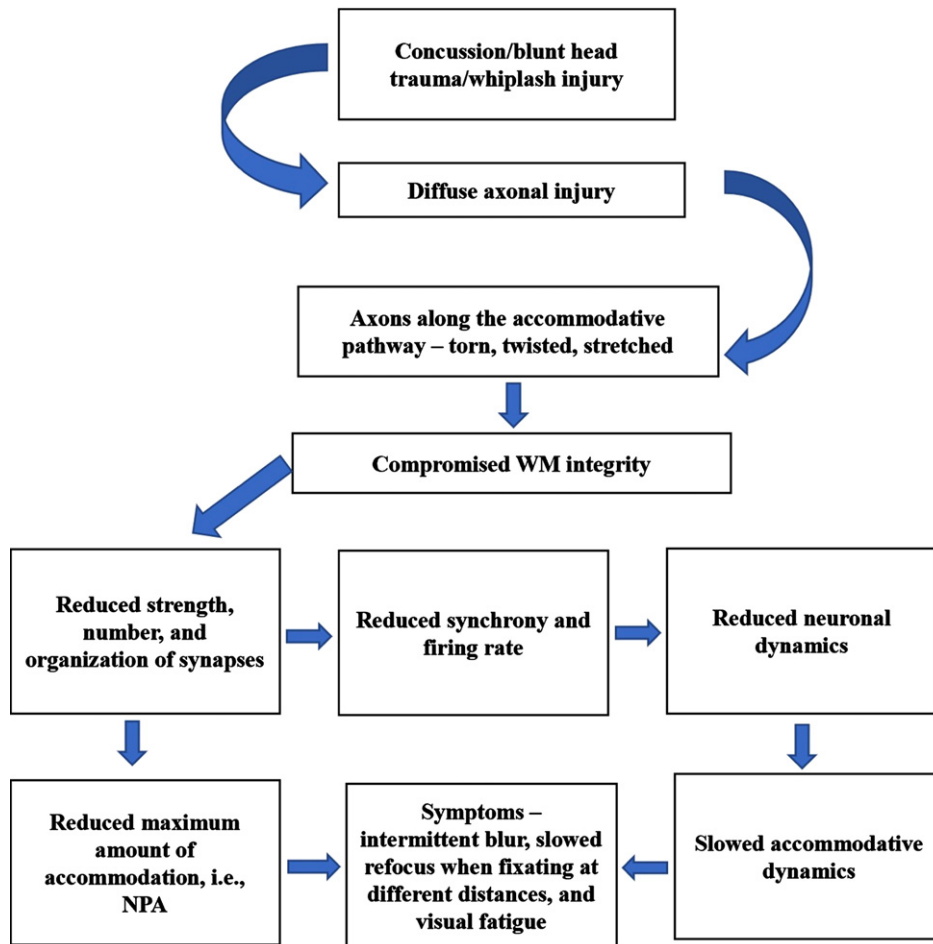 Concussion/blunt head
trauma/whiplash injury
Diffuse axonal injury
Axons along the accommodative
pathway – torn, twisted, stretched
Compromised WM integrity
Reduced strength,
number, and
organization of synapses
Reduced synchrony and
firing rate
Reduced neuronal
dynamics
Reduced maximum
amount of
accommodation, i.e.,
NPA
Symptoms –
intermittent blur, slowed
refocus when fixating at
different distances, and
visual fatigue
Slowed accommodative
dynamics